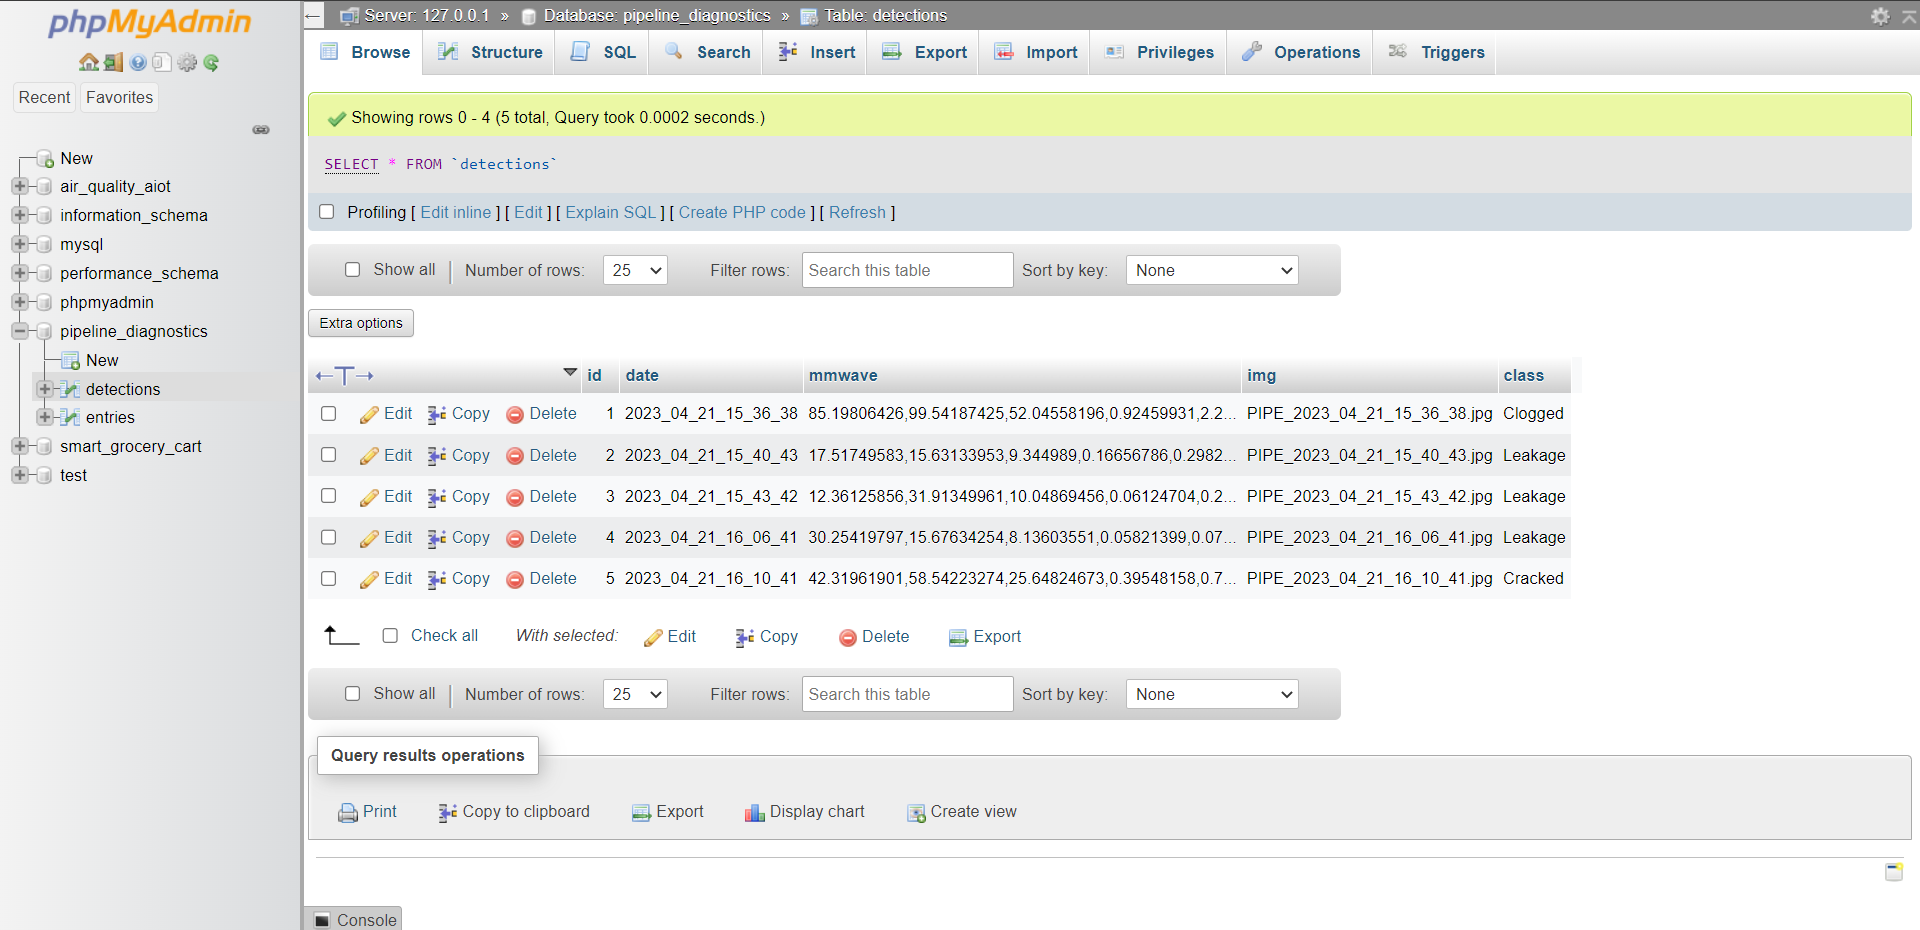 phpMyAdmin
Recent Favorites
New
air_quality_aiot
information_schema
mysql
performance_schema
phpmyadmin
pipeline_diagnostics
New
detections
entries
smart_grocery_cart
test
Server: 127.0.0.1 » Database: pipeline_diagnostics » Table: detections
Browse Structure SQL Search Insert Export Import Privileges Operations Triggers
Showing rows 0 - 4 (5 total, Query took 0.0002 seconds.)
SELECT * FROM `detections`
Profiling [ Edit inline ] [ Edit ] [ Explain SQL ] [ Create PHP code ] [ Refresh ]
Show all Number of rows: 25 Filter rows: Search this table Sort by key: None
Extra options
id date mmwave img class
Edit Copy Delete 1 2023_04_21_15_36_38 85.19806426,99.54187425,52.04558196,0.92459931,2.2... PIPE_2023_04_21_15_36_38.jpg Clogged
Edit Copy Delete 2 2023_04_21_15_40_43 17.51749583,15.63133953,9.344989,0.16656786,0.2982... PIPE_2023_04_21_15_40_43.jpg Leakage
Edit Copy Delete 3 2023_04_21_15_43_42 12.36125856,31.91349961,10.04869456,0.06124704,0.2... PIPE_2023_04_21_15_43_42.jpg Leakage
Edit Copy Delete 4 2023_04_21_16_06_41 30.25419797,15.67634254,8.13603551,0.05821399,0.07... PIPE_2023_04_21_16_06_41.jpg Leakage
Edit Copy Delete 5 2023_04_21_16_10_41 42.31961901,58.54223274,25.64824673,0.39548158,0.7... PIPE_2023_04_21_16_10_41.jpg Cracked
Check all With selected: Edit Copy Delete Export
Show all Number of rows: 25 Filter rows: Search this table Sort by key: None
Query results operations
Print Copy to clipboard Export Display chart Create view
Console